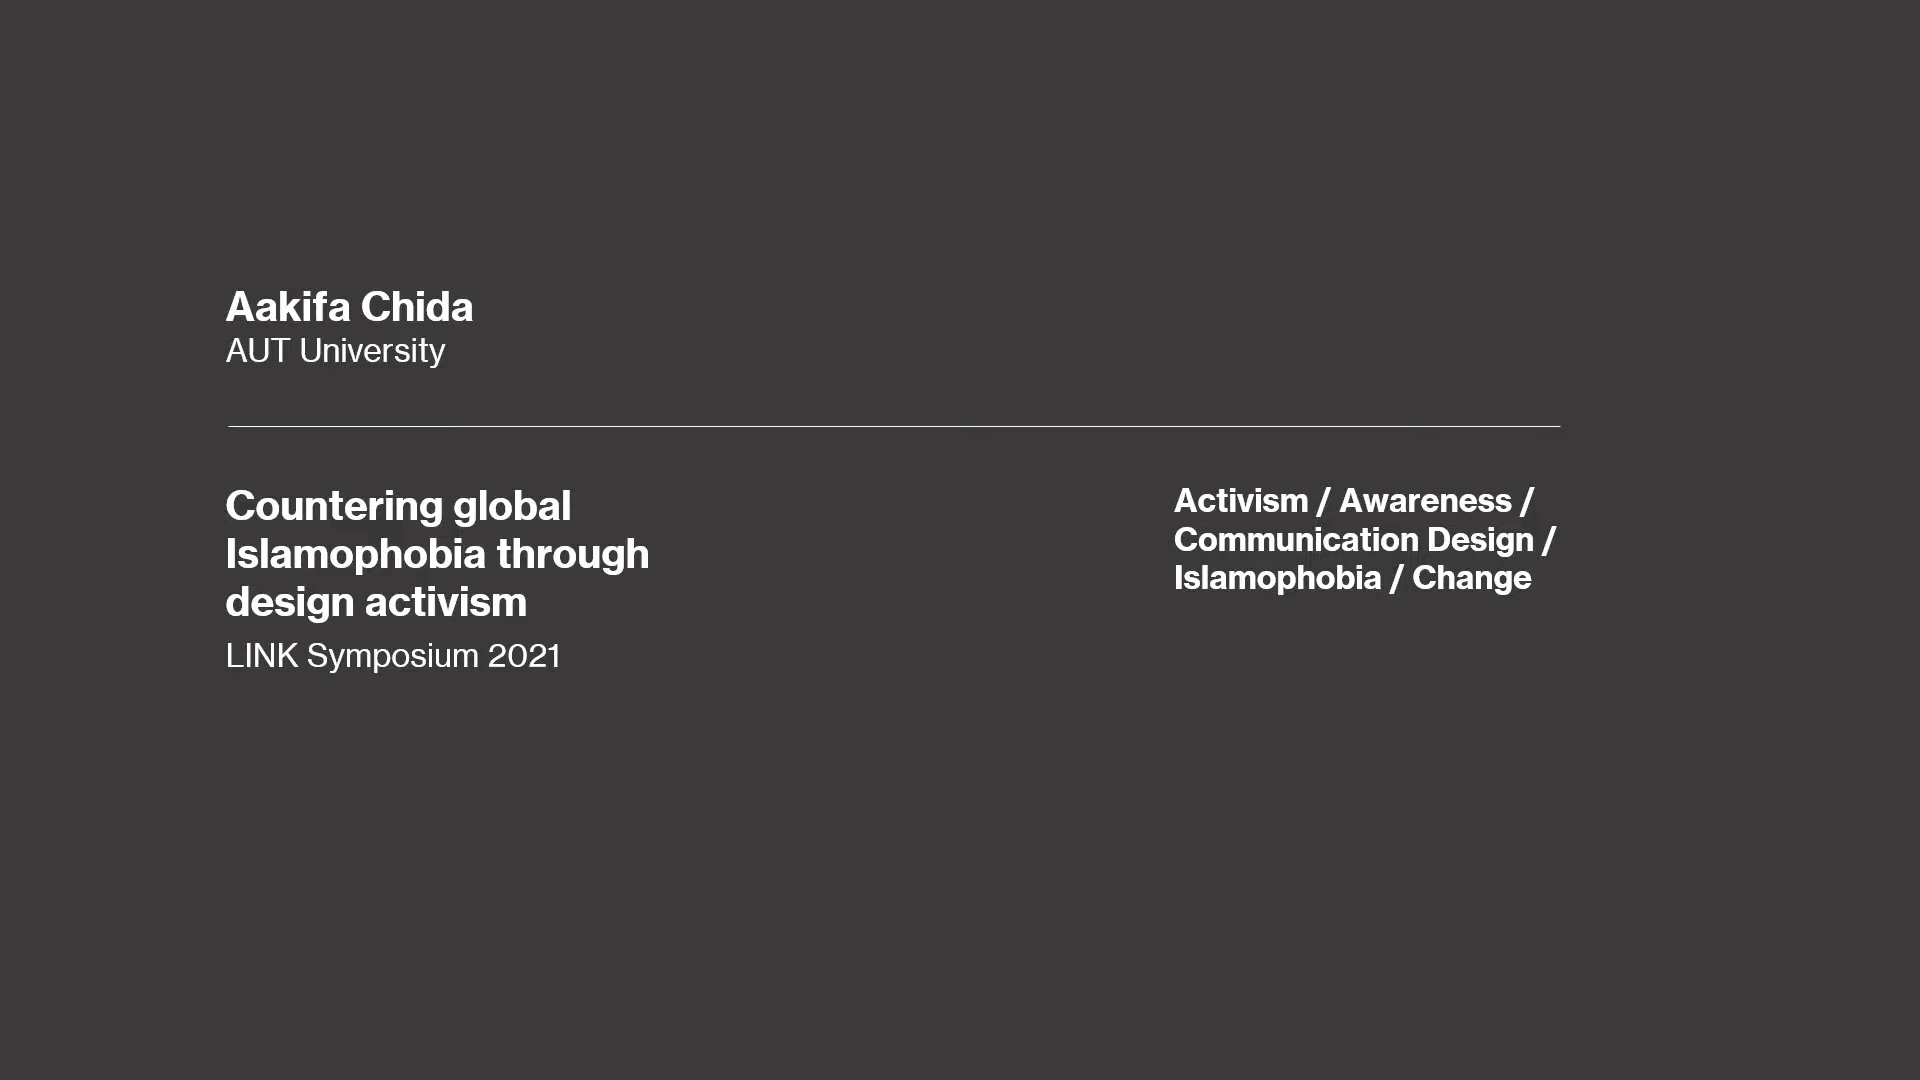 Aakifa Chida
AUT University
Countering global
Islamophobia through
design activism
LINK Symposium 2021
Activism / Awareness /
Communication Design /
Islamophobia / Change